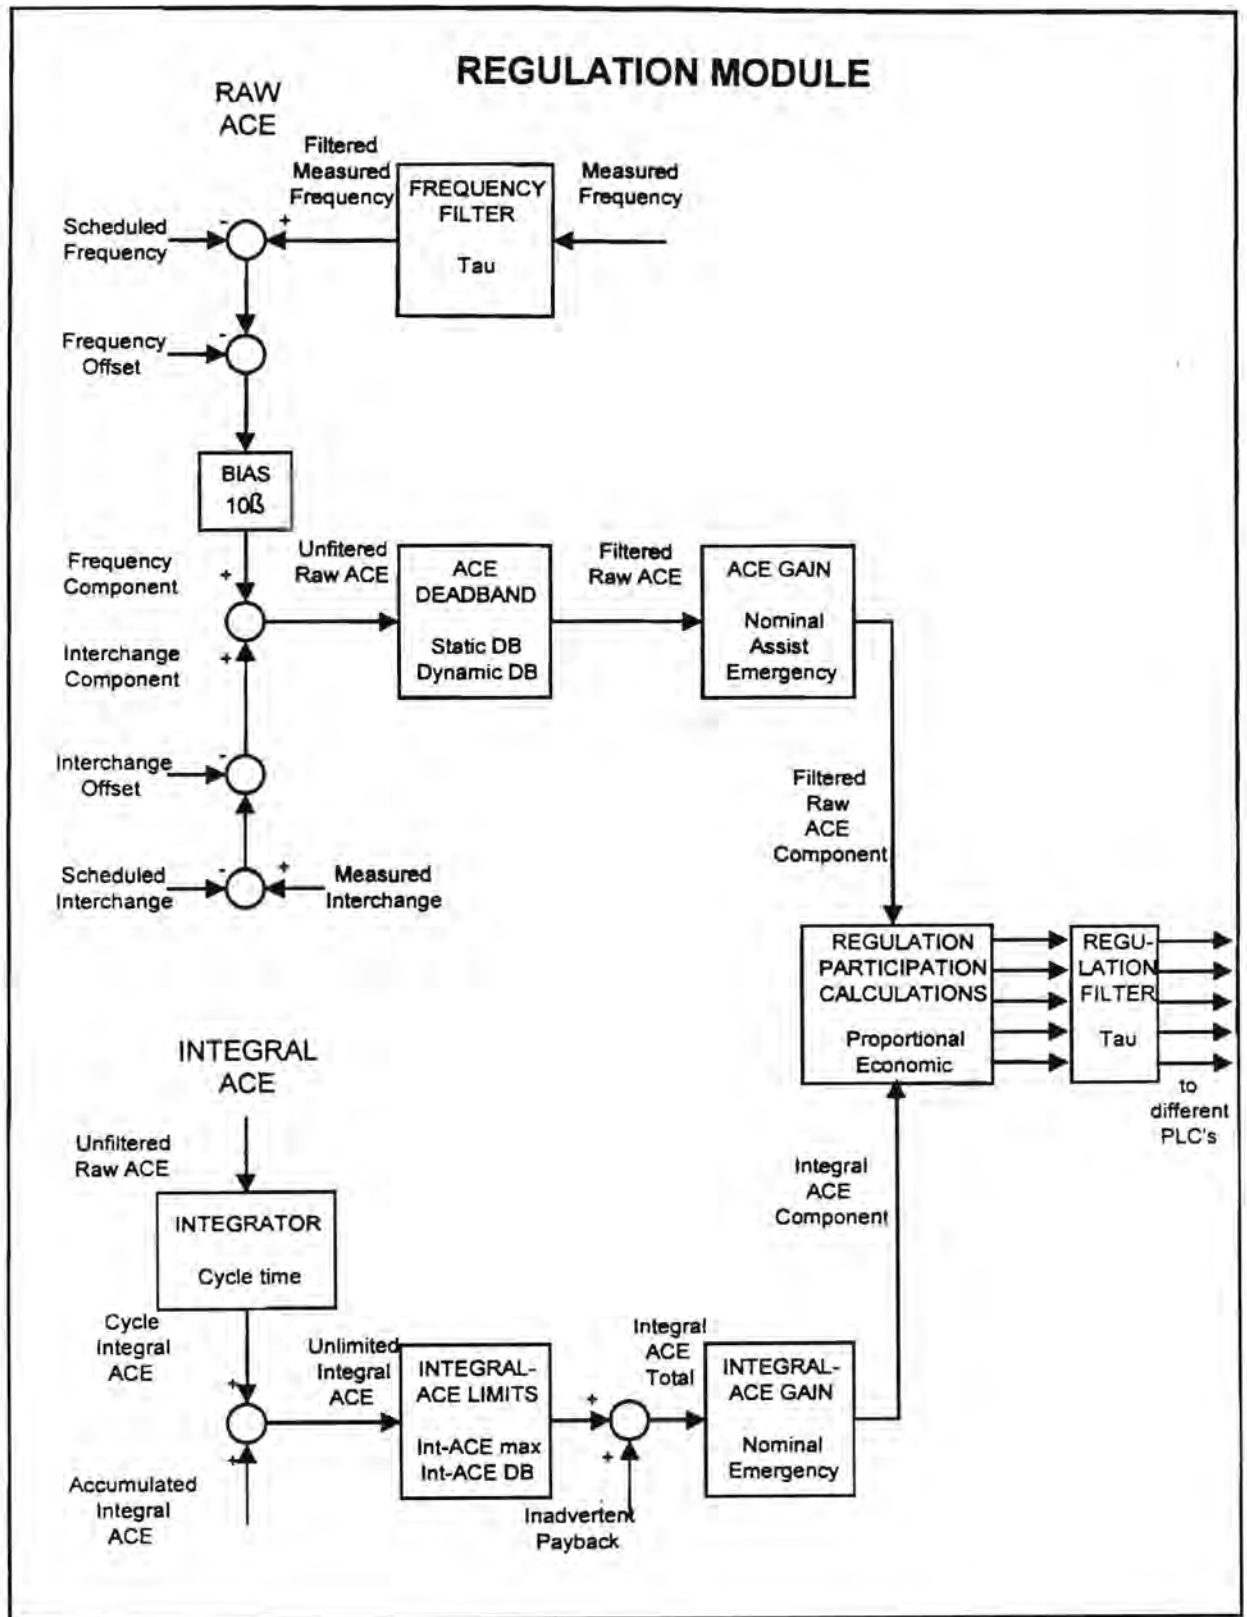 REGULATION MODULE
RAW
ACE
Filtered
Measured
Frequency
FREQUENCY
FILTER
Tau
Measured
Frequency
Scheduled
Frequency
-
+
Frequency
Offset
-
BIAS
10ß
Frequency
Component
+
Unfitered
Raw ACE
ACE
DEADBAND
Static DB
Dynamic DB
Filtered
Raw ACE
ACE GAIN
Nominal
Assist
Emergency
Interchange
Component
+
Interchange
Offset
-
Filtered
Raw
ACE
Component
Scheduled
Interchange
-
+
Measured
Interchange
REGULATION
PARTICIPATION
CALCULATIONS
Proportional
Economic
REGU-
LATION
FILTER
Tau
to
different
PLC's
INTEGRAL
ACE
Unfiltered
Raw ACE
INTEGRATOR
Cycle time
Integral
ACE
Component
Cycle
Integral
ACE
+
Unlimited
Integral
ACE
INTEGRAL-
ACE LIMITS
Int-ACE max
Int-ACE DB
+
Integral
ACE
Total
INTEGRAL-
ACE GAIN
Nominal
Emergency
+
Accumulated
Integral
ACE
+
Inadvertent
Payback